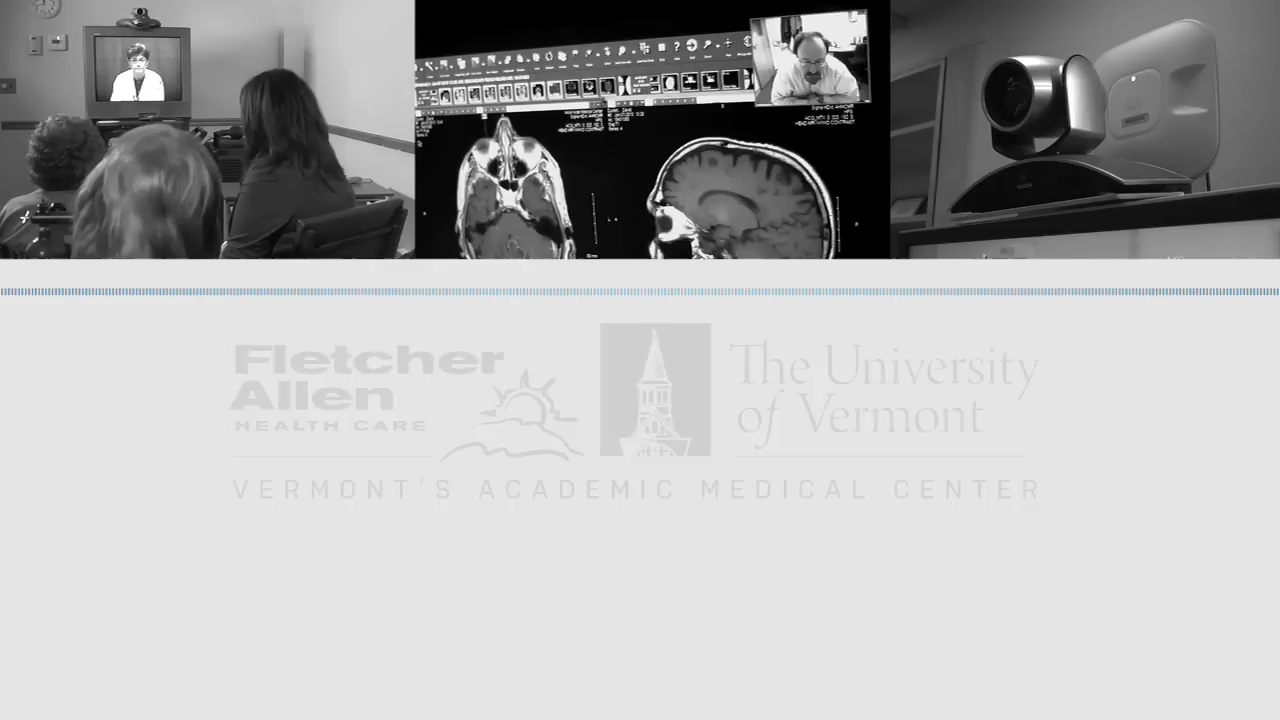 Fletcher
Allen
HEALTH CARE
The University
of Vermont
VERMONT'S ACADEMIC MEDICAL CENTER